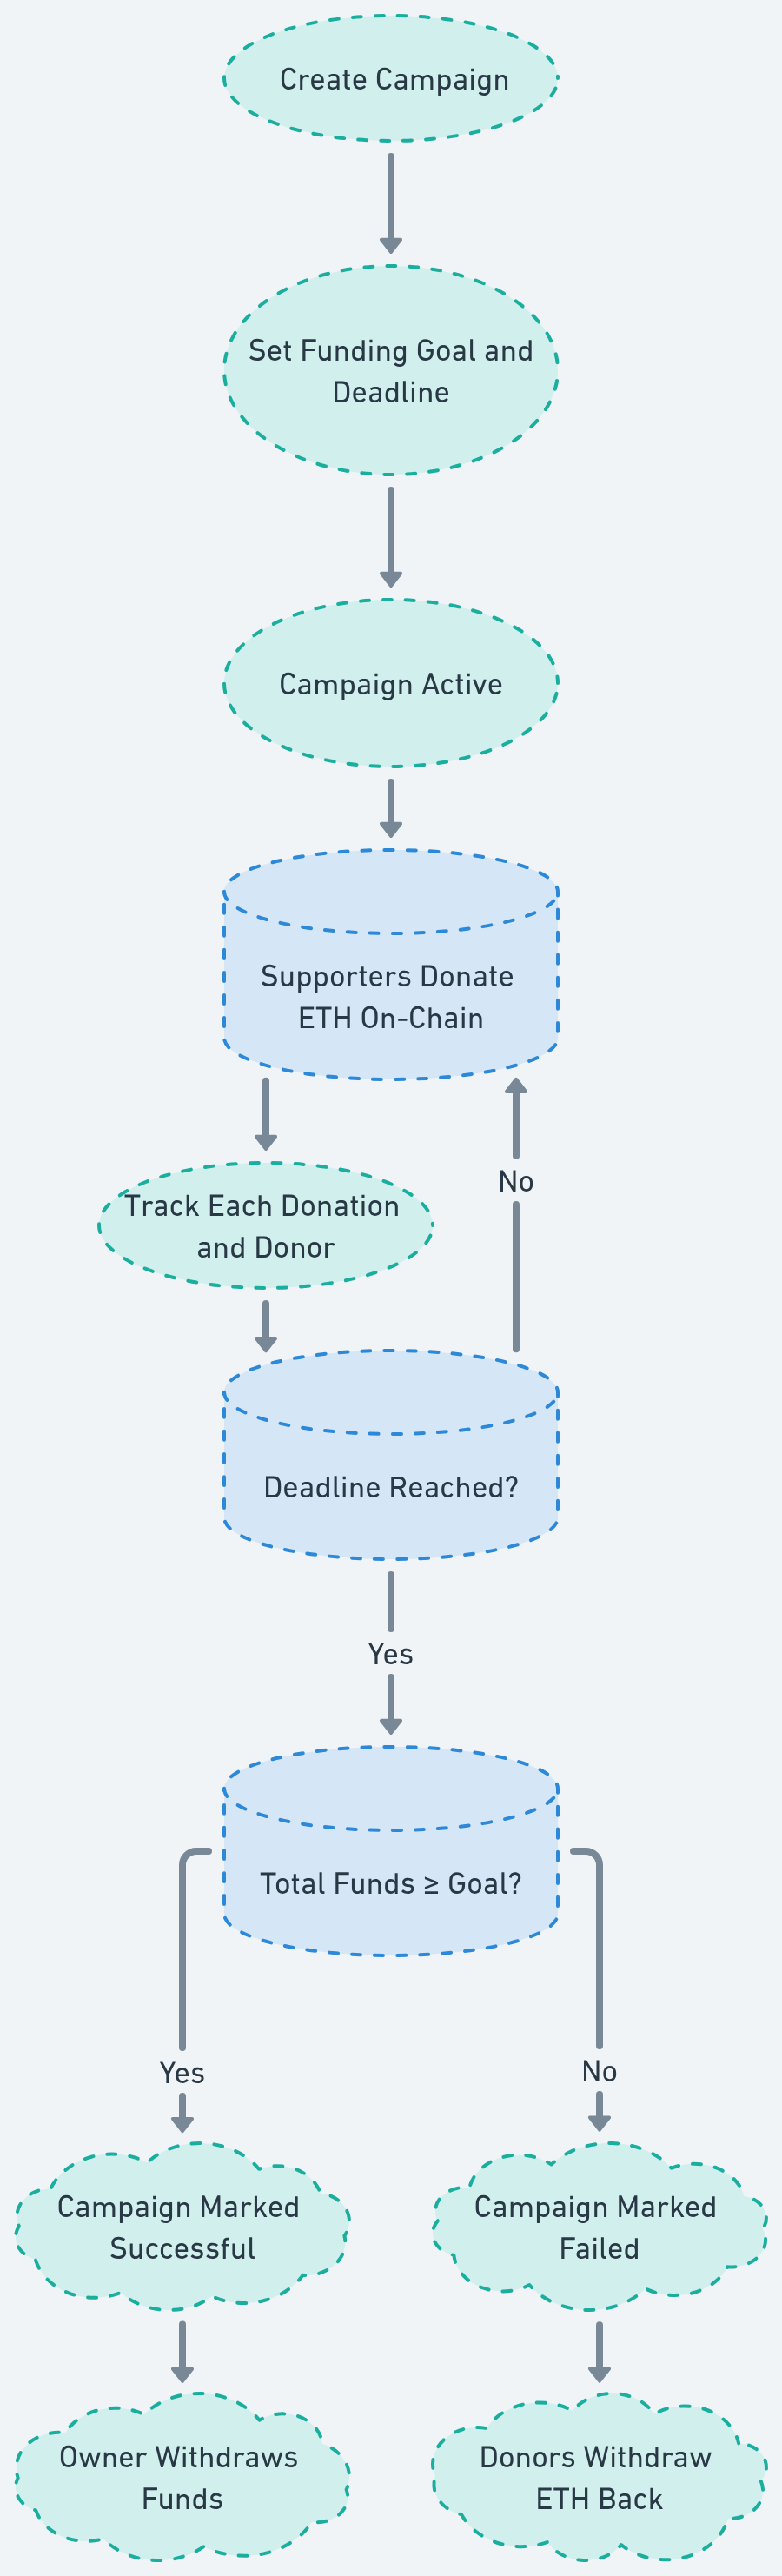 Create Campaign
Set Funding Goal and
Deadline
Campaign Active
Supporters Donate
ETH On-Chain
No
Track Each Donation
and Donor
Deadline Reached?
Yes
Total Funds ≥ Goal?
Yes
No
Campaign Marked
Successful
Campaign Marked
Failed
Owner Withdraws
Funds
Donors Withdraw
ETH Back